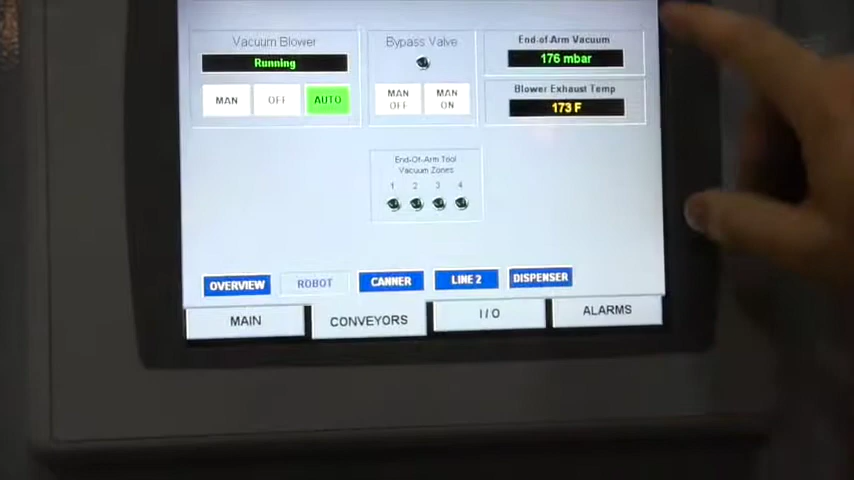 Vacuum Blower
Running
MAN
OFF
AUTO
Bypass Valve
MAN
OFF
MAN
ON
End-of-Arm Vacuum
176 mbar
Blower Exhaust Temp
173 F
End-Of-Arm Tool
Vacuum Zones
1 2 3 4
OVERVIEW
ROBOT
CANNER
LINE 2
DISPENSER
MAIN
CONVEYORS
I / O
ALARMS